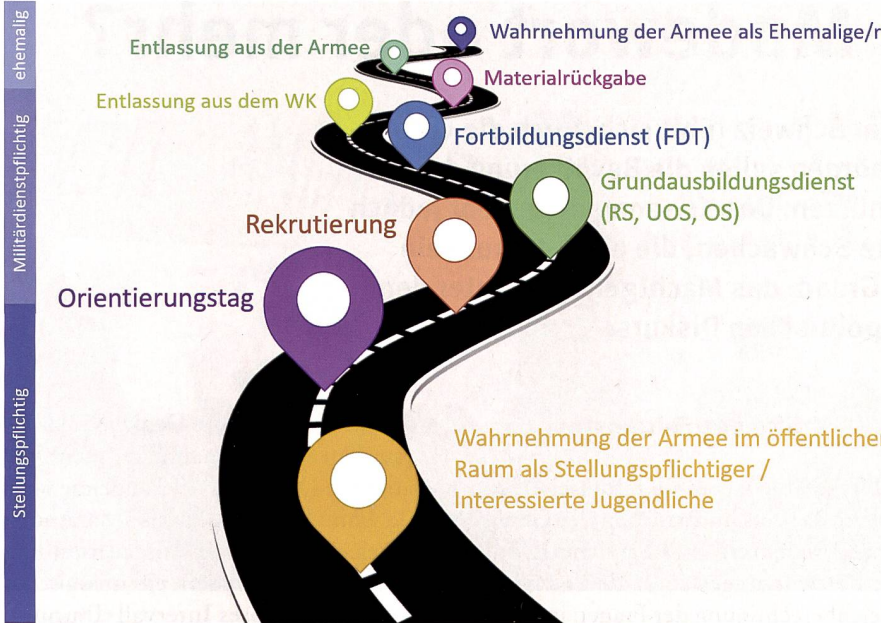 Wahrnehmung der Armee als Ehemalige/r
Entlassung aus der Armee
Materialrückgabe
Entlassung aus dem WK
Fortbildungsdienst (FDT)
Grundausbildungsdienst
(RS, UOS, OS)
Rekrutierung
Orientierungstag
Wahrnehmung der Armee im öffentlichen
Raum als Stellungspflichtiger /
Interessierte Jugendliche
ehemalig
Militärdienstpflichtig
Stellungspflichtig